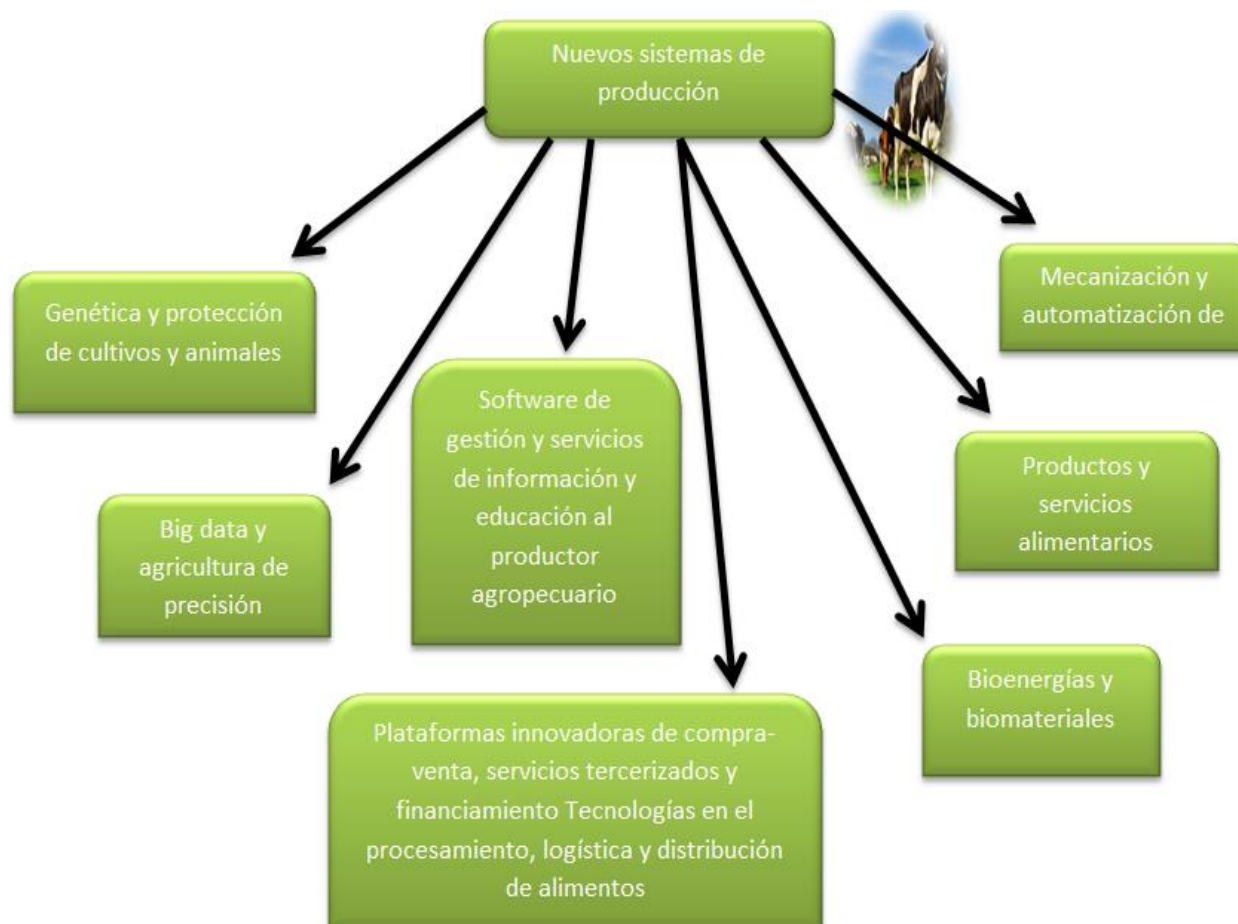 Nuevos sistemas de
producción
Genética y protección
de cultivos y animales
Big data y
agricultura de
precisión
Software de
gestión y servicios
de información y
educación al
productor
agropecuario
Plataformas innovadoras de compra-
venta, servicios tercerizados y
financiamiento Tecnologías en el
procesamiento, logística y distribución
de alimentos
Bioenergías y
biomateriales
Productos y
servicios
alimentarios
Mecanización y
automatización de